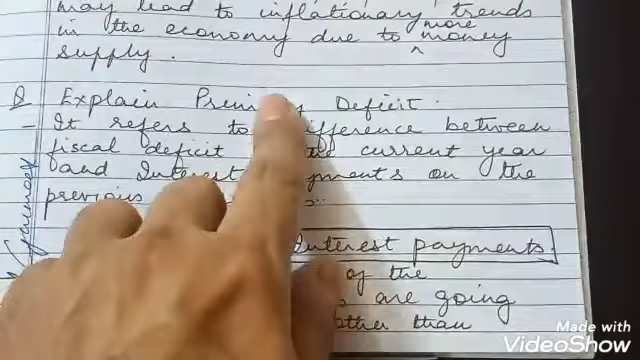 may lead to inflationary trends
in the economy due to more money
supply.
Q Explain Deficit.
- It refers to difference between
fiscal deficit current year
and Interest on the
previous
Interest payments
of the
are going
other than
Made with
VideoShow